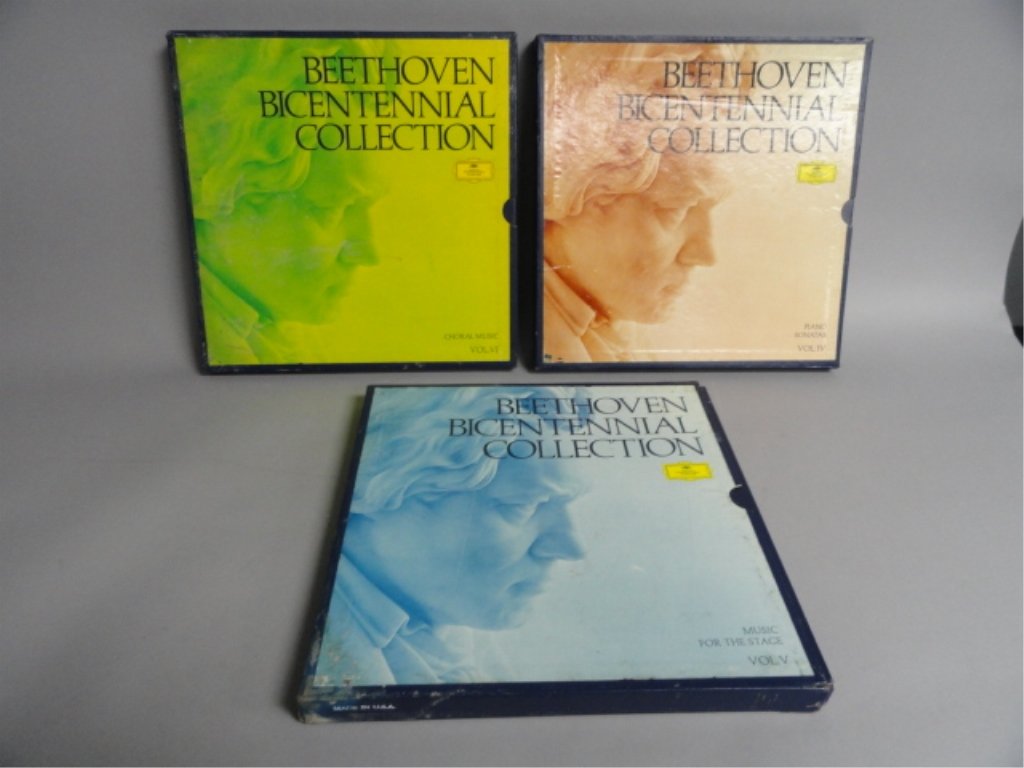 BEETHOVEN
BICENTENNIAL
COLLECTION
CHORAL MUSIC
VOL.VI
BEETHOVEN
BICENTENNIAL
COLLECTION
PIANO
SONATAS
VOL.IV
BEETHOVEN
BICENTENNIAL
COLLECTION
MUSIC
FOR THE STAGE
VOL.V
MADE IN U.S.A.